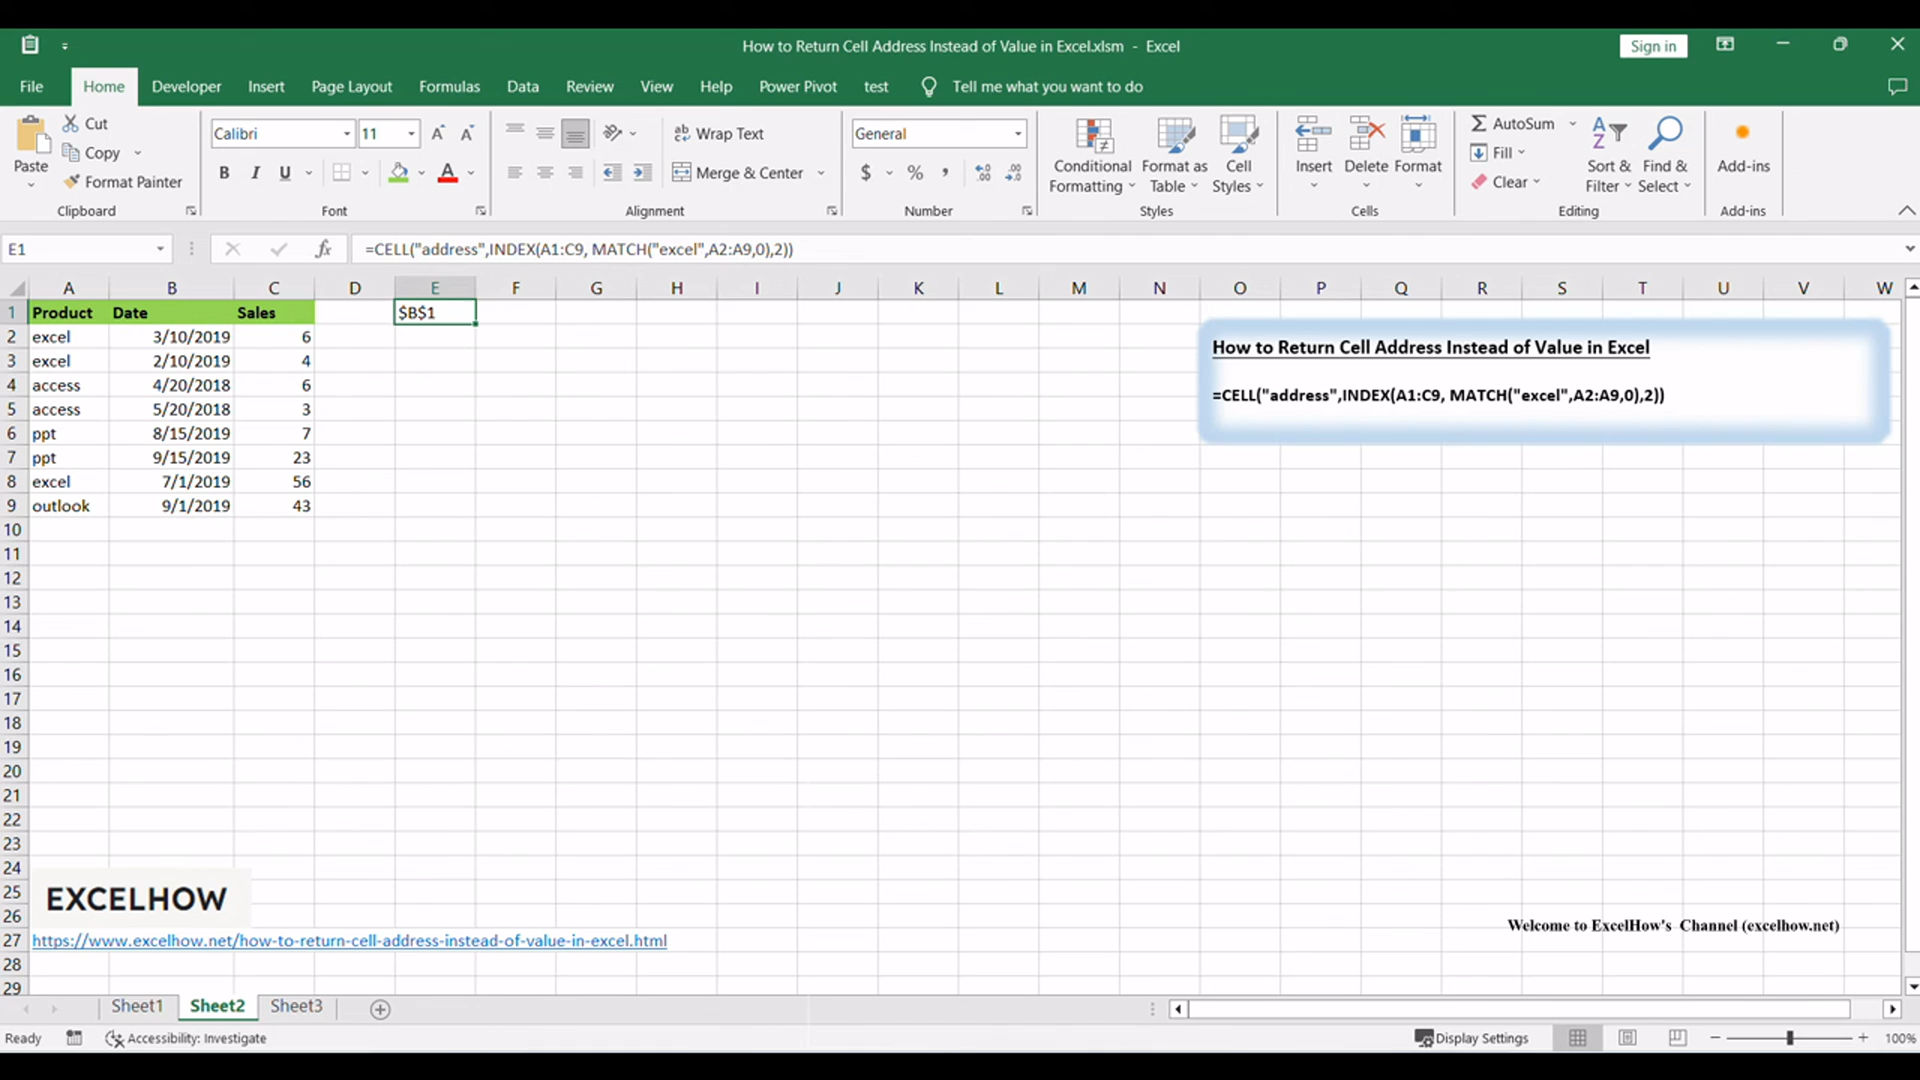 How to Return Cell Address Instead of Value in Excel.xlsm - Excel
Sign in
File Home Developer Insert Page Layout Formulas Data Review View Help Power Pivot test Tell me what you want to do
Paste
Cut
Copy
Format Painter
Clipboard
Calibri 11
B I U
Font
Wrap Text
Merge & Center
Alignment
General
$ % ,
Number
Conditional Formatting
Format as Table
Cell Styles
Styles
Insert Delete Format
Cells
AutoSum
Fill
Clear
Sort & Filter
Find & Select
Editing
Add-ins
Add-ins
E1 fx =CELL("address",INDEX(A1:C9, MATCH("excel",A2:A9,0),2))
A B C D E F G H I J K L M N O P Q R S T U V W
1 Product Date Sales $B$1
2 excel 3/10/2019 6
3 excel 2/10/2019 4
4 access 4/20/2018 6
5 access 5/20/2018 3
6 ppt 8/15/2019 7
7 ppt 9/15/2019 23
8 excel 7/1/2019 56
9 outlook 9/1/2019 43
How to Return Cell Address Instead of Value in Excel
=CELL("address",INDEX(A1:C9, MATCH("excel",A2:A9,0),2))
10
11
12
13
14
15
16
17
18
19
20
21
22
23
24
25
26
27
28
29
EXCELHOW
Welcome to ExcelHow's Channel (excelhow.net)
https://www.excelhow.net/how-to-return-cell-address-instead-of-value-in-excel.html
Sheet1 Sheet2 Sheet3
Ready Accessibility: Investigate Display Settings 100%